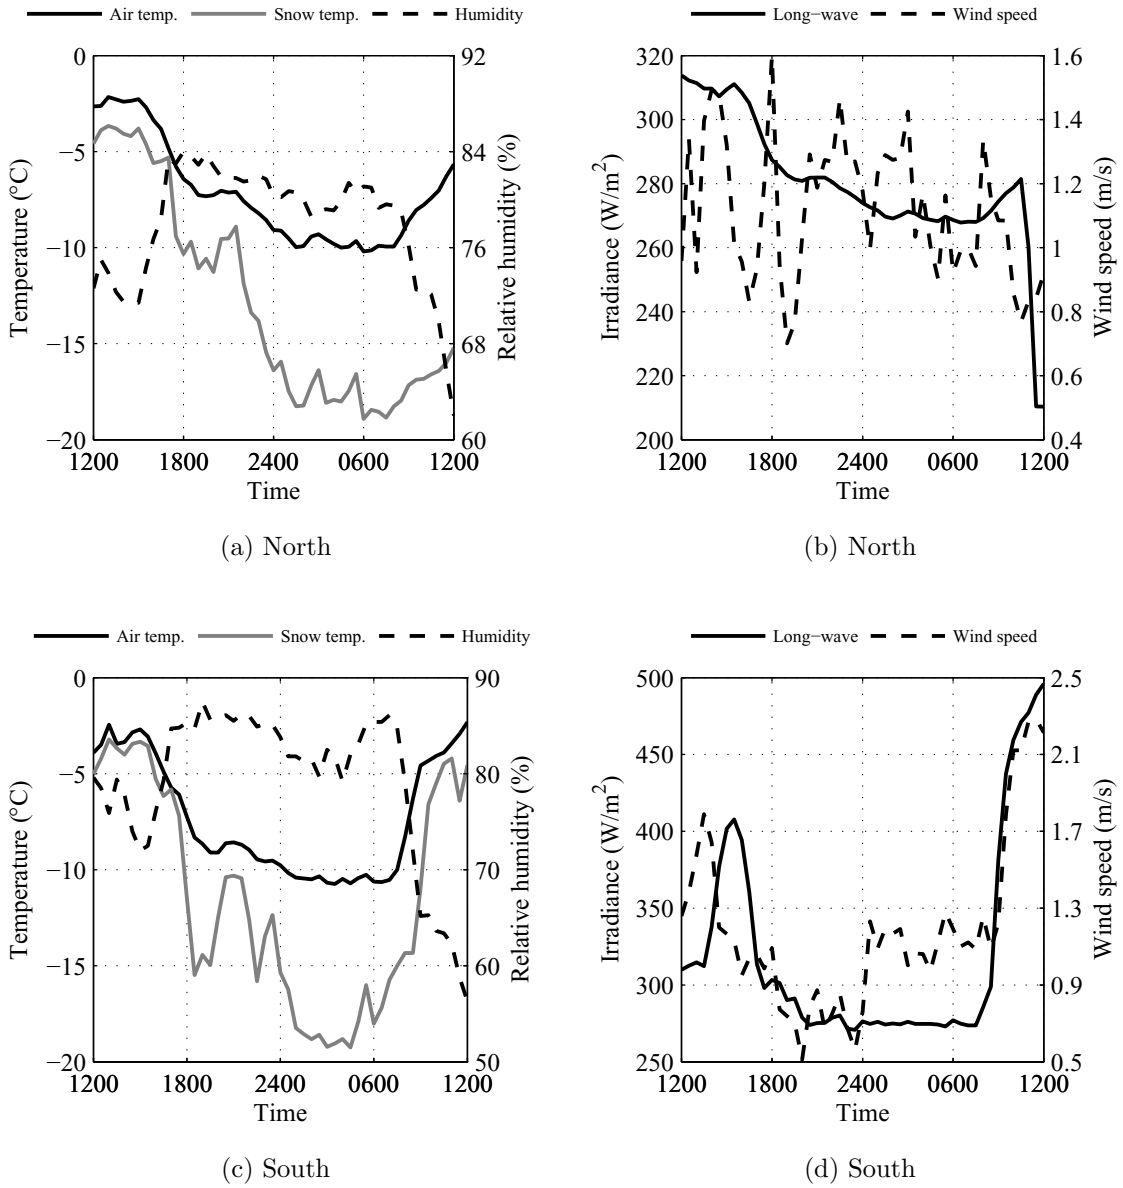 Air temp. Snow temp. Humidity
Long−wave Wind speed
0
−5
−10
−15
−20
Temperature (°C)
92
84
76
68
60
Relative humidity (%)
1200 1800 2400 0600 1200
Time
(a) North
320
300
280
260
240
220
200
Irradiance (W/m2)
1.6
1.4
1.2
1
0.8
0.6
0.4
Wind speed (m/s)
1200 1800 2400 0600 1200
Time
(b) North
Air temp. Snow temp. Humidity
Long−wave Wind speed
0
−5
−10
−15
−20
Temperature (°C)
90
80
70
60
50
Relative humidity (%)
1200 1800 2400 0600 1200
Time
(c) South
500
450
400
350
300
250
Irradiance (W/m2)
2.5
2.1
1.7
1.3
0.9
0.5
Wind speed (m/s)
1200 1800 2400 0600 1200
Time
(d) South